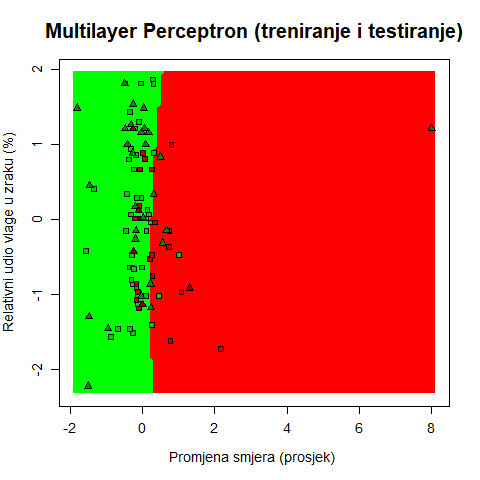 Multilayer Perceptron (treniranje i testiranje)
Relativni udio vlage u zraku (%)
2
1
0
-1
-2
-2 0 2 4 6 8
Promjena smjera (prosjek)